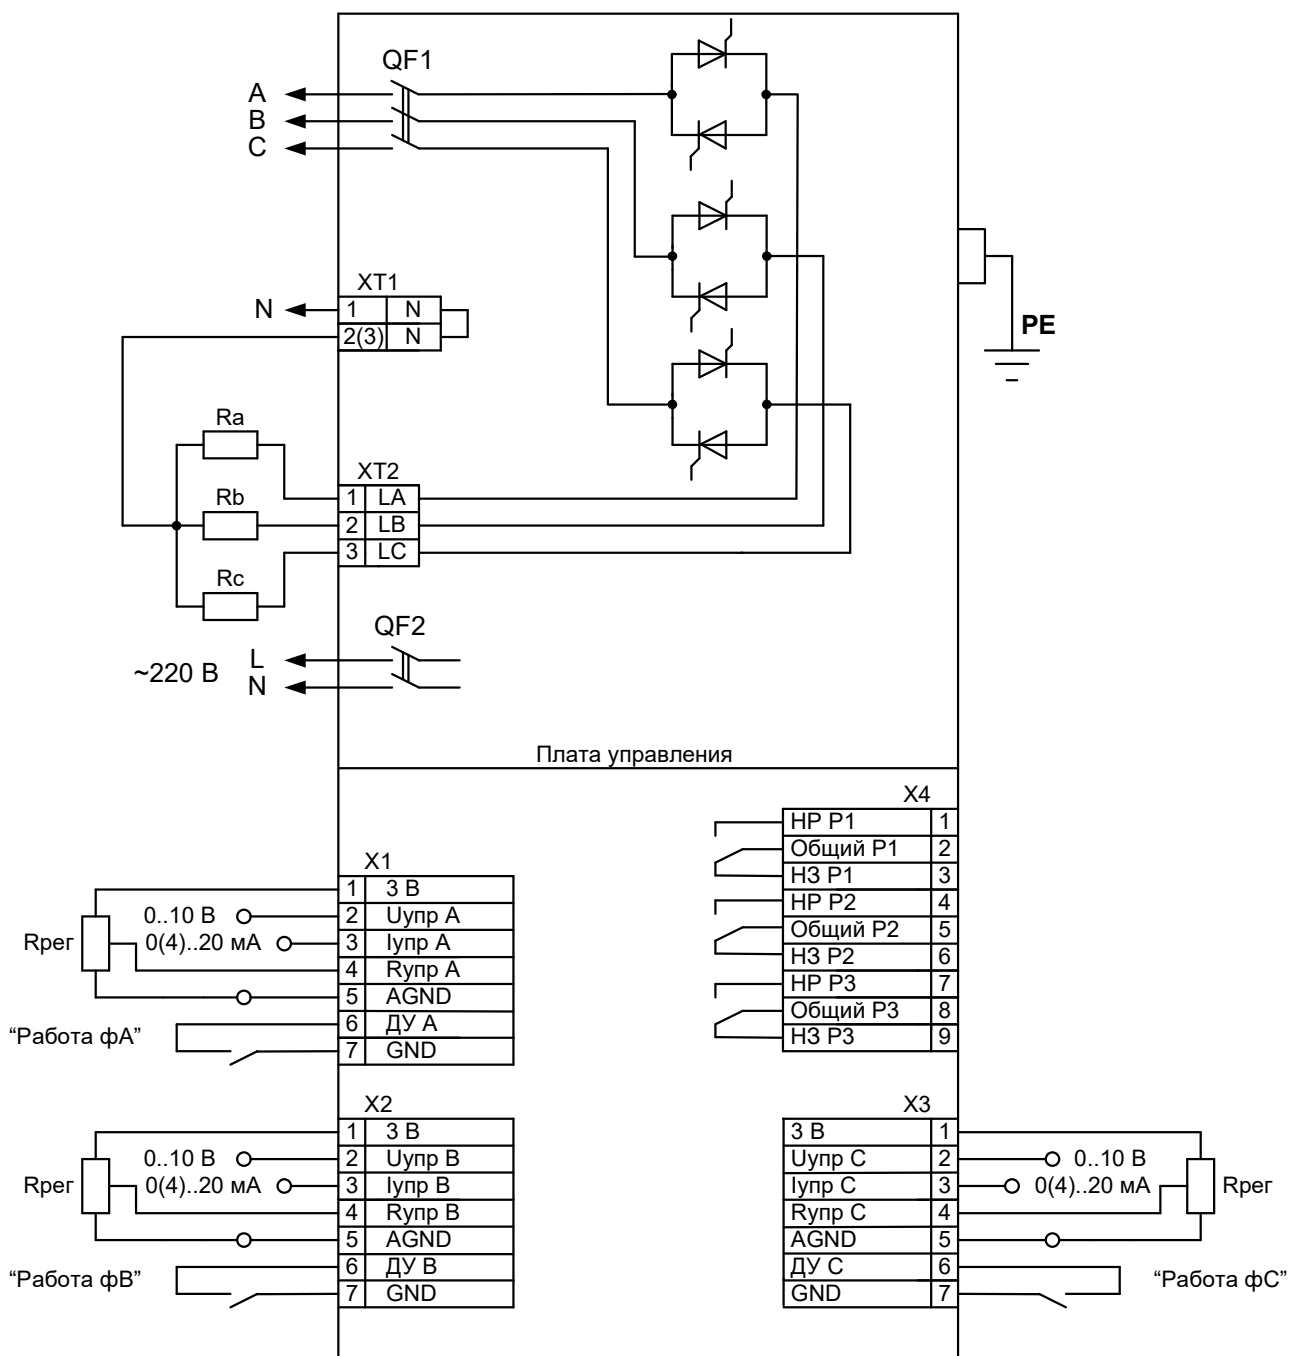 QF1
A
B
C
XT1
N
1 N
2(3) N
PE
Ra
XT2
Rb
1 LA
2 LB
3 LC
Rc
QF2
~220 В
L
N
Плата управления
X4
НР Р1 1
Общий Р1 2
НЗ Р1 3
НР Р2 4
Общий Р2 5
НЗ Р2 6
НР Р3 7
Общий Р3 8
НЗ Р3 9
X1
1 3 В
0..10 В 2 Uупр А
Rрег 0(4)..20 мА 3 Iупр А
4 Rупр А
5 AGND
“Работа фА” 6 ДУ А
7 GND
X2
1 3 В
0..10 В 2 Uупр В
Rрег 0(4)..20 мА 3 Iупр В
4 Rупр В
5 AGND
“Работа фВ” 6 ДУ В
7 GND
X3
3 В 1
Uупр С 2 0..10 В
Iупр С 3 0(4)..20 мА Rрег
Rупр С 4
AGND 5
ДУ С 6 “Работа фС”
GND 7